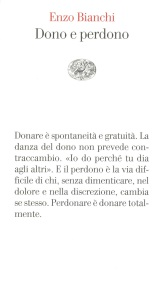 Enzo Bianchi
Dono e perdono
Donare è spontaneità e gratuità. La
danza del dono non prevede con-
traccambio. «Io do perché tu dia
agli altri». E il perdono è la via dif-
ficile di chi, senza dimenticare, nel
dolore e nella discrezione, cambia
se stesso. Perdonare è donare total-
mente.